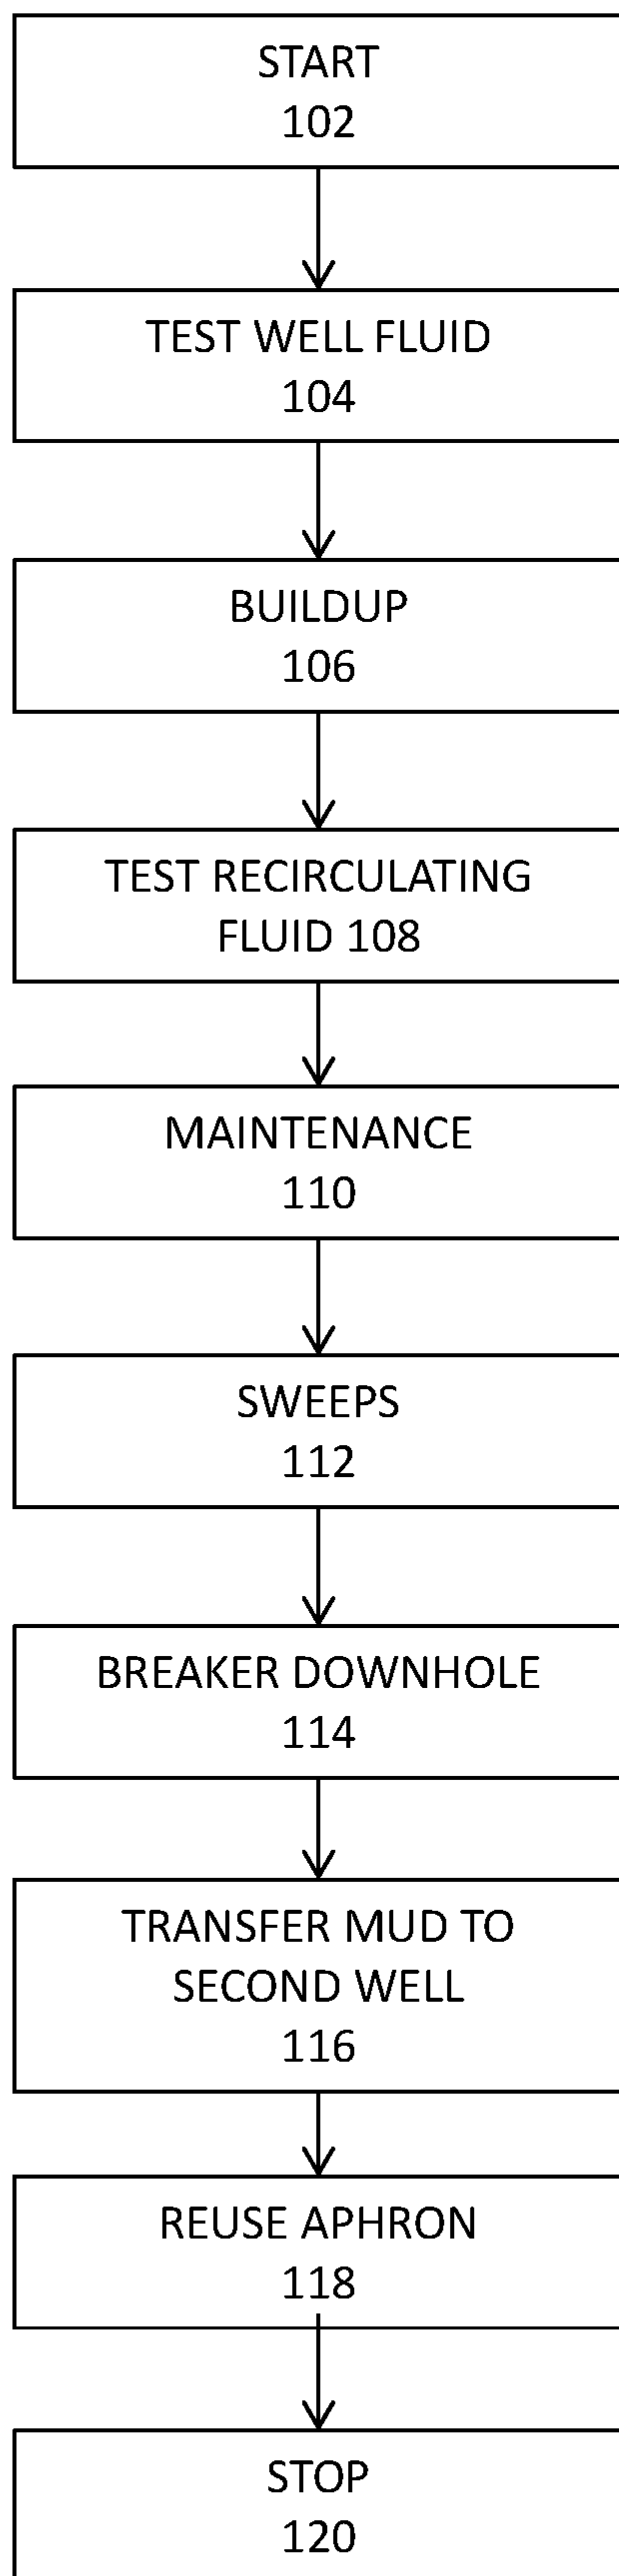 START
102
TEST WELL FLUID
104
BUILDUP
106
TEST RECIRCULATING
FLUID 108
MAINTENANCE
110
SWEEPS
112
BREAKER DOWNHOLE
114
TRANSFER MUD TO
SECOND WELL
116
REUSE APHRON
118
STOP
120